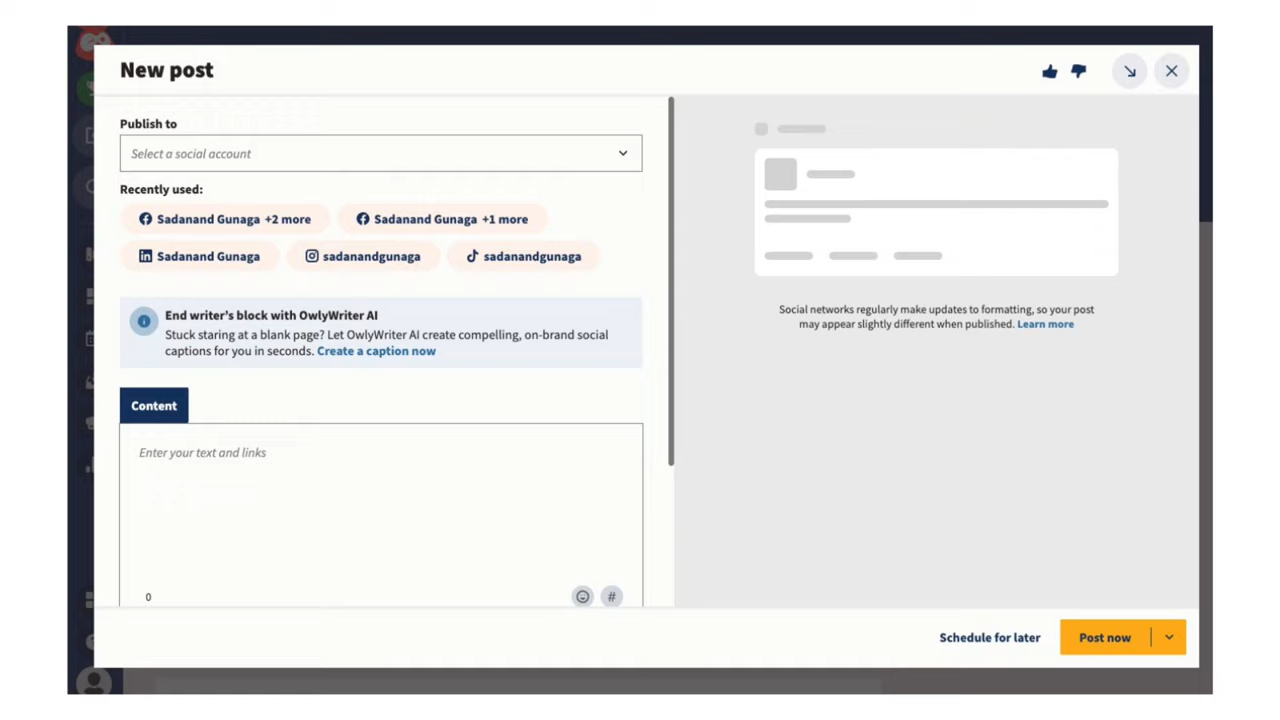 New post
Publish to
Select a social account
Recently used:
Sadanand Gunaga +2 more
Sadanand Gunaga +1 more
Sadanand Gunaga
sadanandgunaga
sadanandgunaga
End writer's block with OwlyWriter AI
Stuck staring at a blank page? Let OwlyWriter AI create compelling, on-brand social
captions for you in seconds. Create a caption now
Content
Enter your text and links
0
#
Social networks regularly make updates to formatting, so your post
may appear slightly different when published. Learn more
Schedule for later
Post now